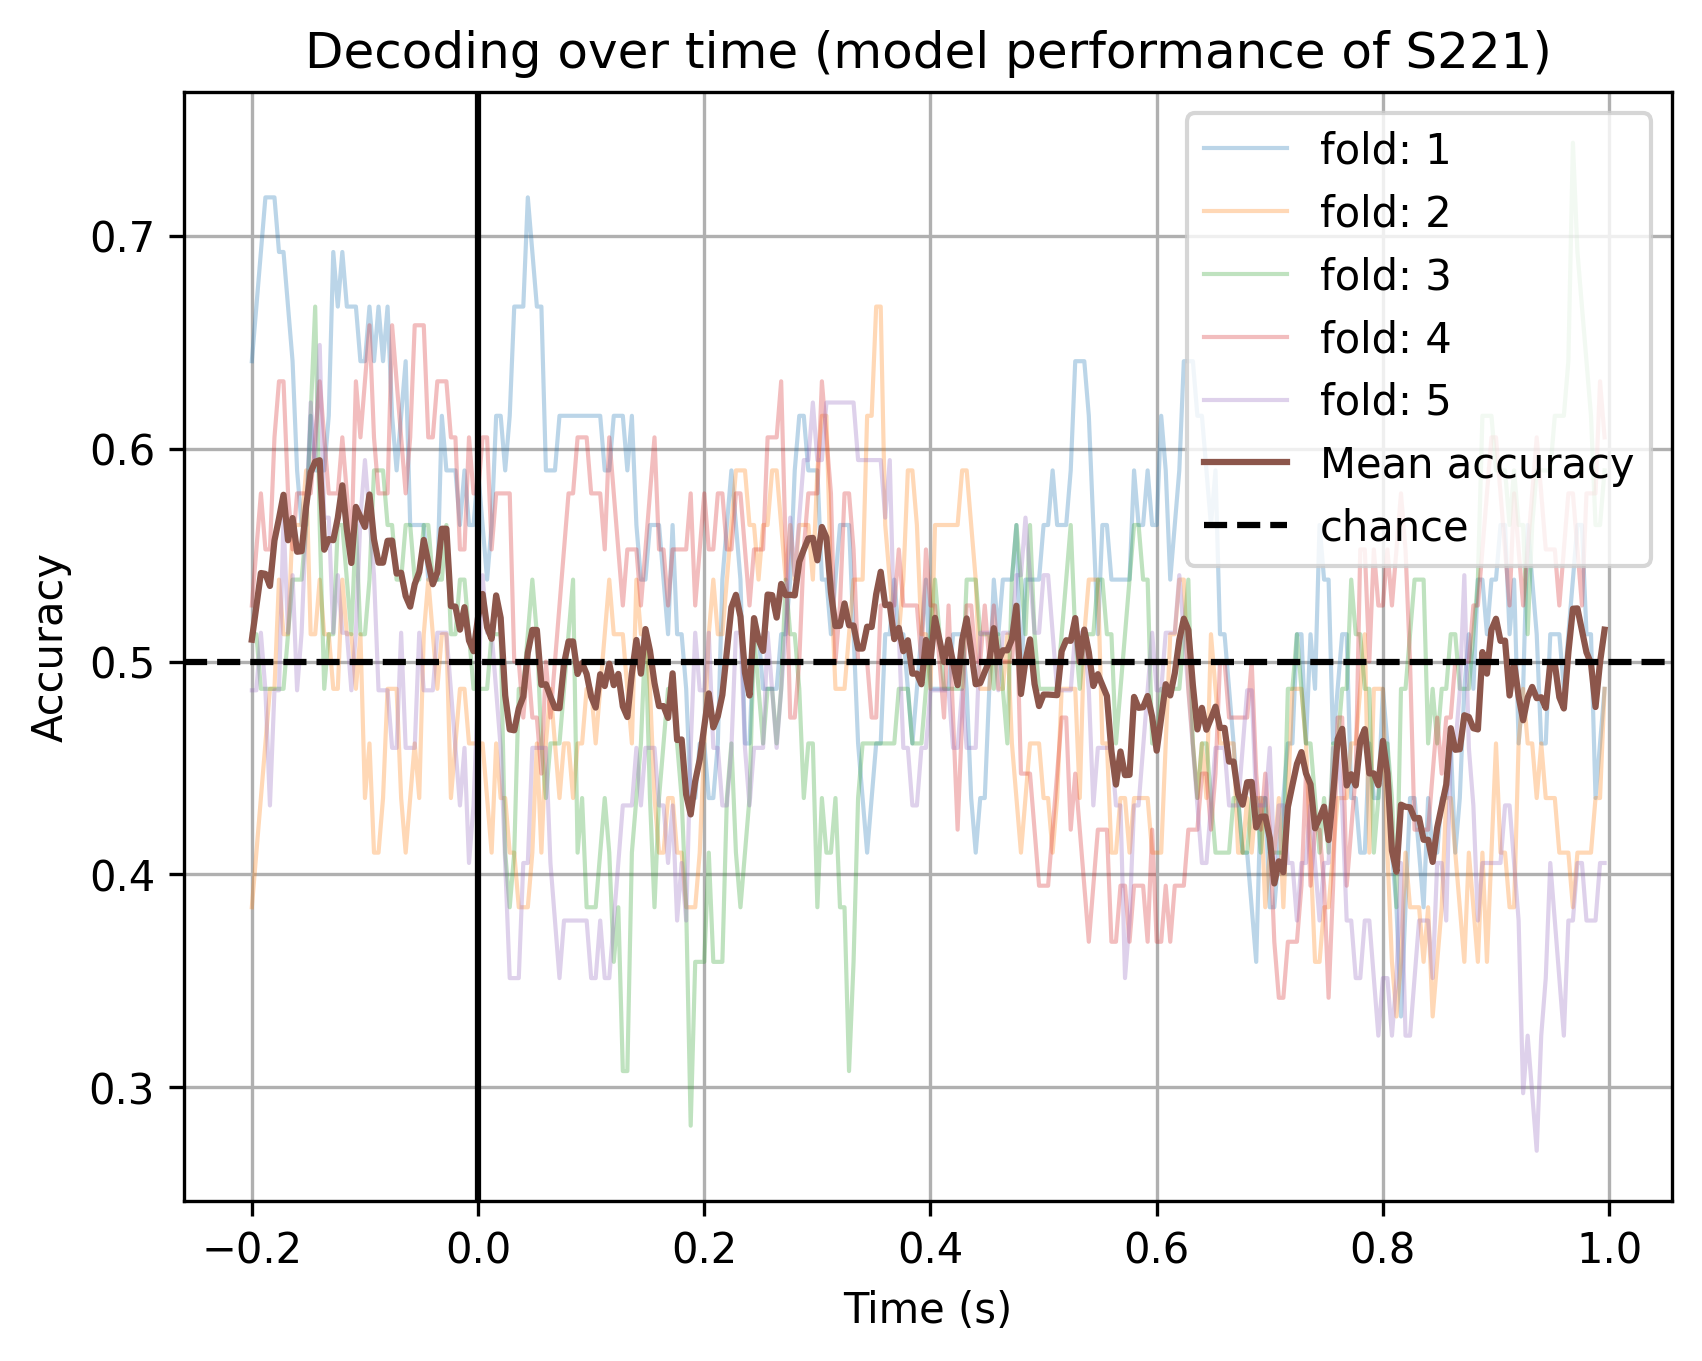 Decoding over time (model performance of S221)
fold: 1
fold: 2
fold: 3
fold: 4
fold: 5
Mean accuracy
chance
Accuracy
0.7
0.6
0.5
0.4
0.3
−0.2 0.0 0.2 0.4 0.6 0.8 1.0
Time (s)